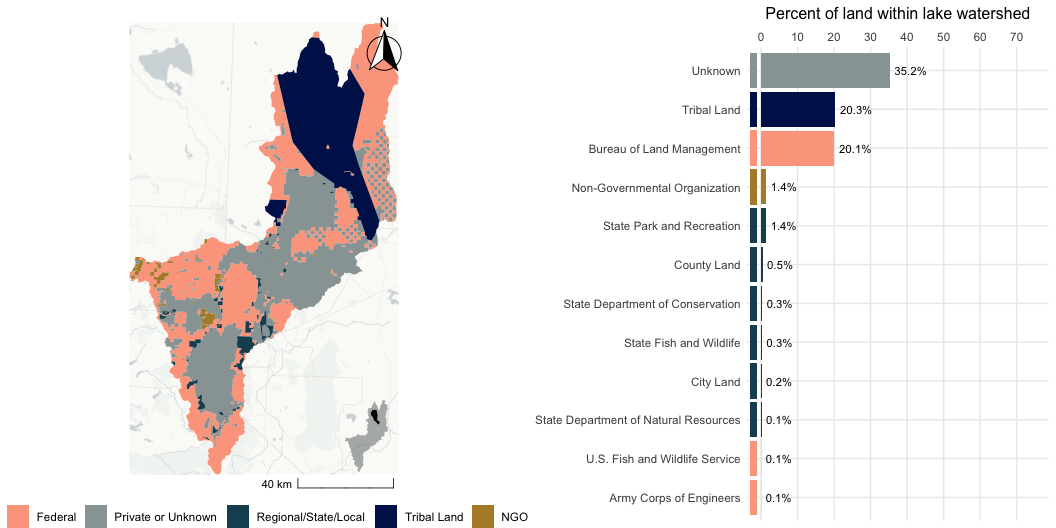 N
40 km
Federal
Private or Unknown
Regional/State/Local
Tribal Land
NGO
Percent of land within lake watershed
0 10 20 30 40 50 60 70
Unknown 35.2%
Tribal Land 20.3%
Bureau of Land Management 20.1%
Non-Governmental Organization 1.4%
State Park and Recreation 1.4%
County Land 0.5%
State Department of Conservation 0.3%
State Fish and Wildlife 0.3%
City Land 0.2%
State Department of Natural Resources 0.1%
U.S. Fish and Wildlife Service 0.1%
Army Corps of Engineers 0.1%